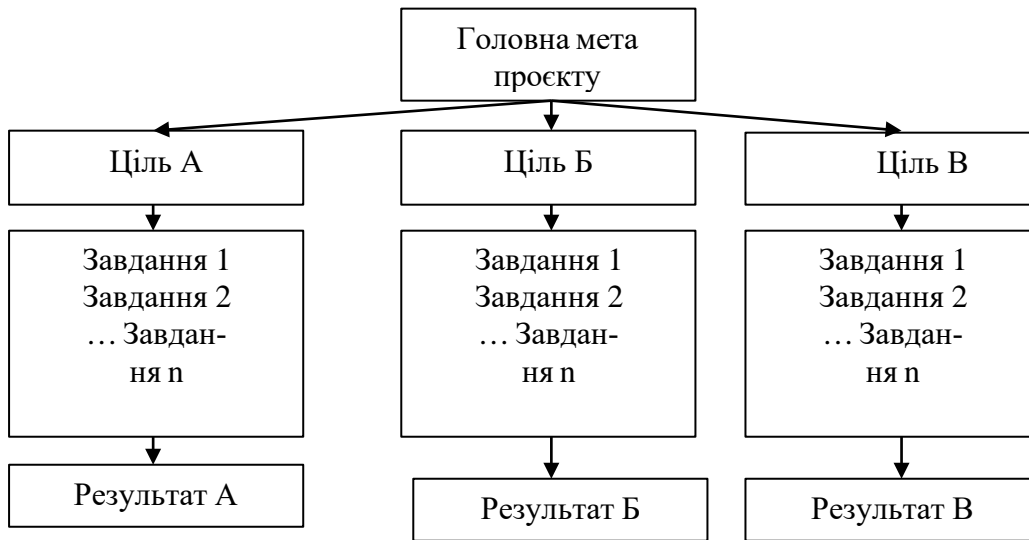 Головна мета
проєкту
Ціль А
Ціль Б
Ціль В
Завдання 1
Завдання 2
… Завдан-
ня n
Завдання 1
Завдання 2
… Завдан-
ня n
Завдання 1
Завдання 2
… Завдан-
ня n
Результат А
Результат Б
Результат В